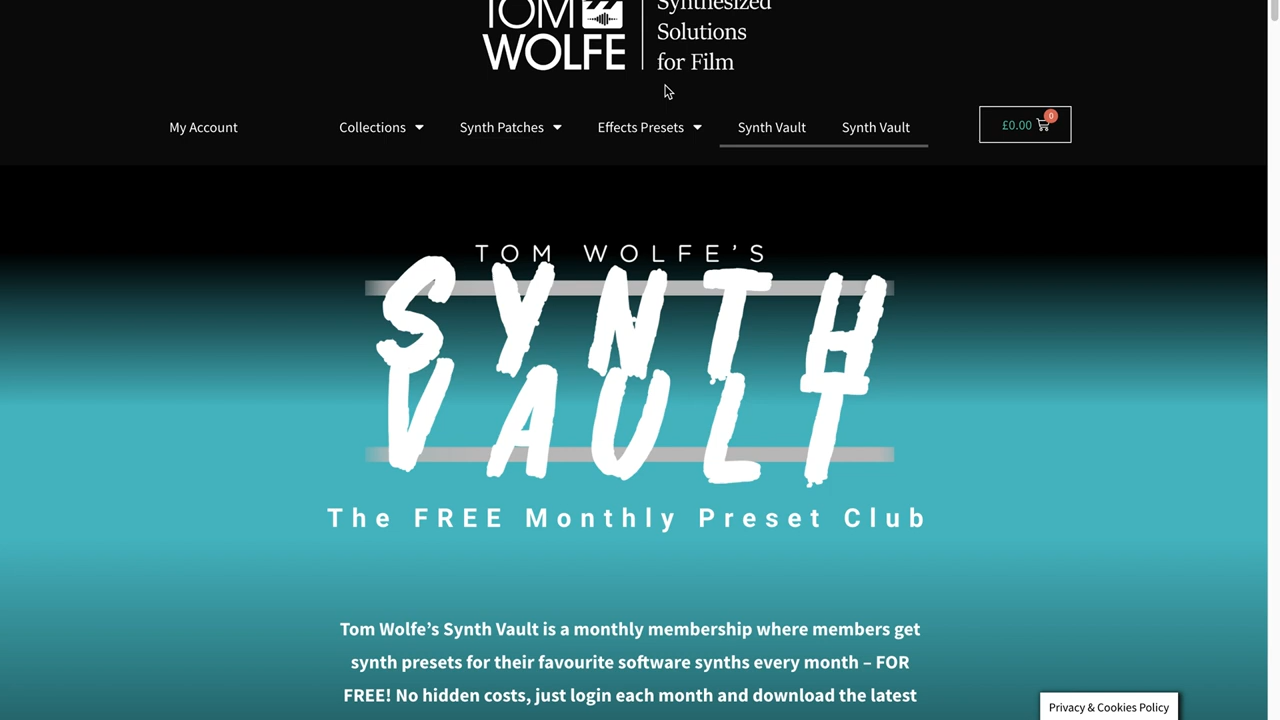 TOM
WOLFE
Synthesized
Solutions
for Film
My Account
Collections
Synth Patches
Effects Presets
Synth Vault
Synth Vault
£0.00
0
TOM WOLFE'S
SYNTH
VAULT
The FREE Monthly Preset Club
Tom Wolfe’s Synth Vault is a monthly membership where members get
synth presets for their favourite software synths every month – FOR
FREE! No hidden costs, just login each month and download the latest
Privacy & Cookies Policy